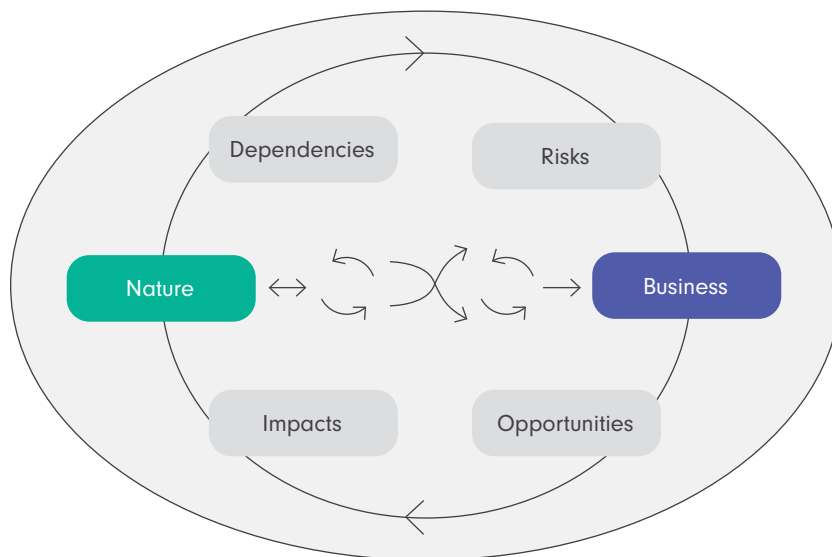 Dependencies
Risks
Nature
Business
Impacts
Opportunities